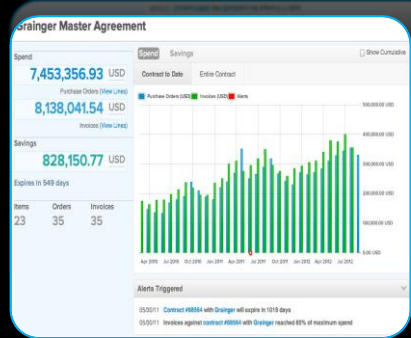 Grainger Master Agreement
Spend
7,453,356.93 USD
Purchase Orders (View Lines)
8,138,041.54 USD
Invoices (View Lines)
Savings
828,150.77 USD
Expires in 549 days
Items Orders Invoices
23 35 35
Spend Savings
Show Cumulative
Contract to Date Entire Contract
Purchase Orders (USD) Invoices (USD) Alerts
500,000.00 USD
400,000.00 USD
300,000.00 USD
200,000.00 USD
100,000.00 USD
0.00 USD
Apr 2010 Jul 2010 Oct 2010 Jan 2011 Apr 2011 Jul 2011 Oct 2011 Jan 2012 Apr 2012 Jul 2012
Alerts Triggered
05/30/11 Contract #68564 with Grainger will expire in 1019 days
05/30/11 Invoices against contract #68564 with Grainger reached 80% of maximum spend